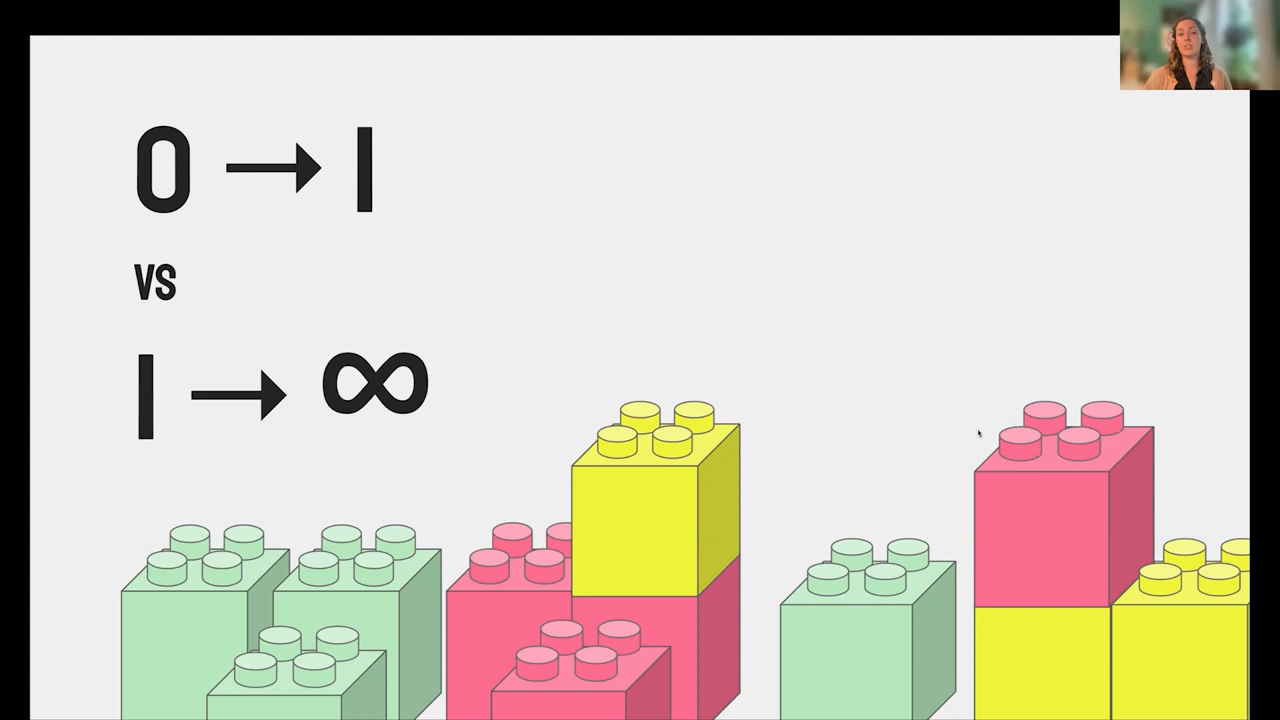 0 → 1
VS
1 → ∞